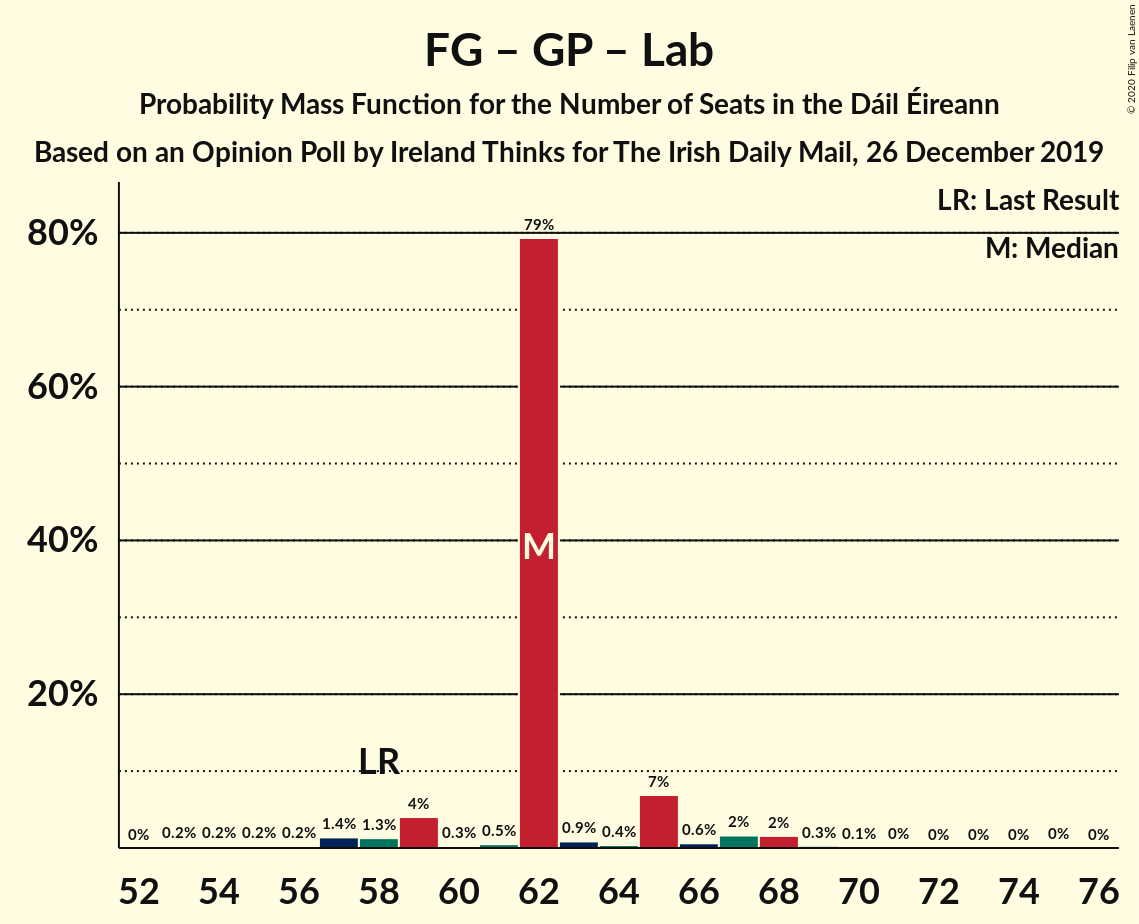 FG – GP – Lab
Probability Mass Function for the Number of Seats in the Dáil Éireann
Based on an Opinion Poll by Ireland Thinks for The Irish Daily Mail, 26 December 2019
© 2020 Filip van Laenen
LR: Last Result
M: Median
80%
60%
40%
20%
0% 0.2% 0.2% 0.2% 0.2% 1.4% 1.3% 4% 0.3% 0.5% 79% 0.9% 0.4% 7% 0.6% 2% 2% 0.3% 0.1% 0% 0% 0% 0% 0% 0%
LR
M
52 54 56 58 60 62 64 66 68 70 72 74 76